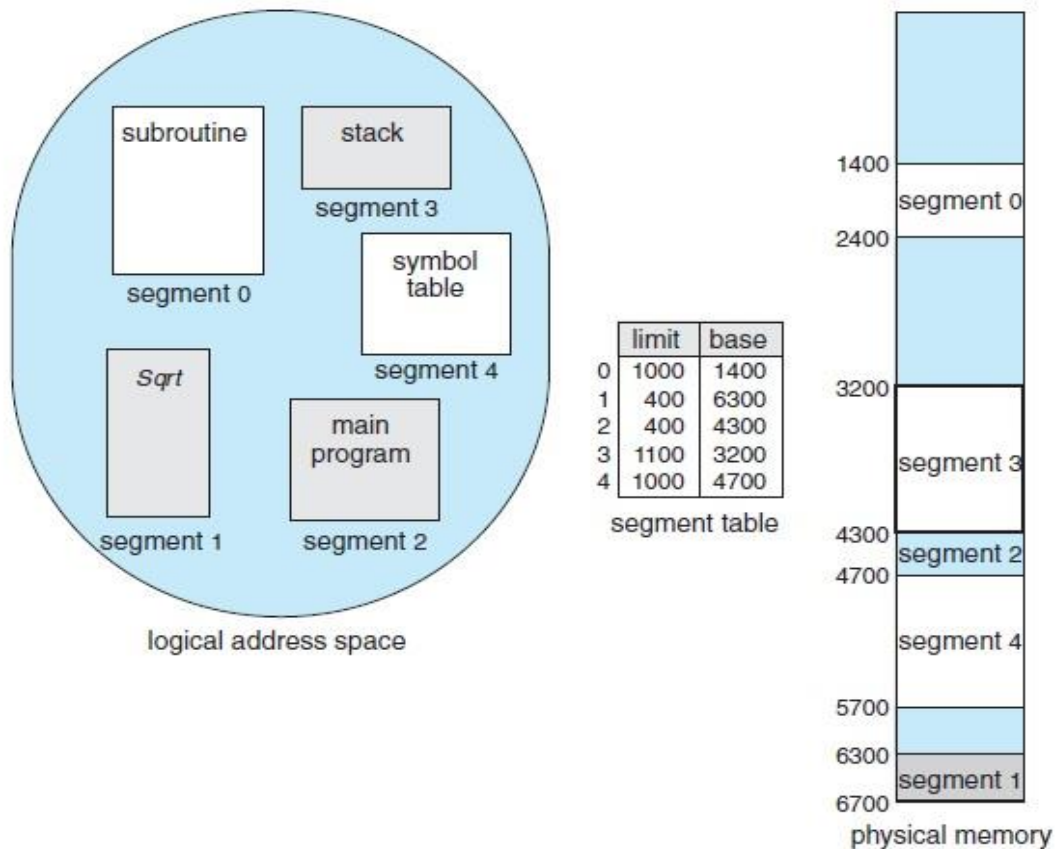 subroutine
segment 0
stack
segment 3
symbol
table
segment 4
Sqrt
segment 1
main
program
segment 2
logical address space
limit base
0 1000 1400
1 400 6300
2 400 4300
3 1100 3200
4 1000 4700
segment table
1400
segment 0
2400
3200
segment 3
4300
segment 2
4700
segment 4
5700
6300
segment 1
6700
physical memory